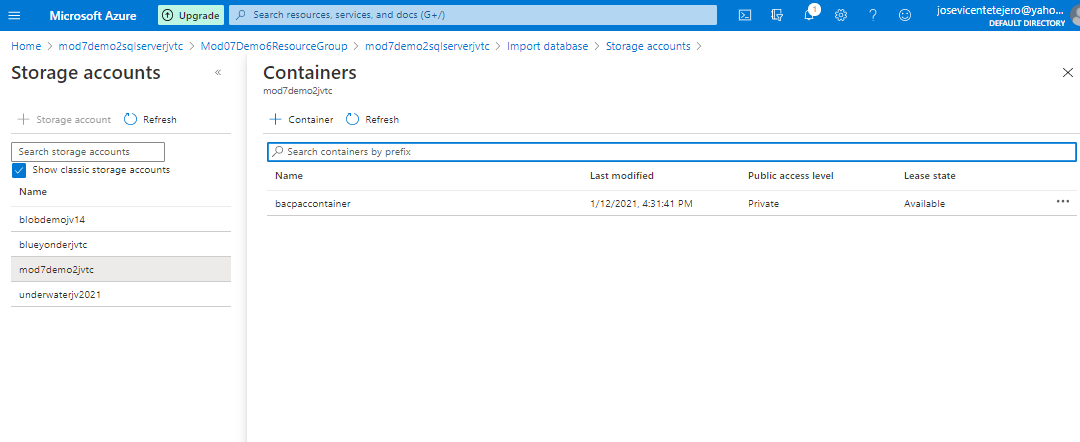 Microsoft Azure Upgrade Search resources, services, and docs (G+/) 1 josevicentetejero@yaho...
DEFAULT DIRECTORY
Home > mod7demo2sqlserverjvtc > Mod07Demo6ResourceGroup > mod7demo2sqlserverjvtc > Import database > Storage accounts >
Storage accounts «
+ Storage account Refresh
Search storage accounts
Show classic storage accounts
Name
blobdemojv14
blueyonderjvtc
mod7demo2jvtc
underwaterjv2021
Containers
mod7demo2jvtc
+ Container Refresh
Search containers by prefix
Name Last modified Public access level Lease state
bacpaccontainer 1/12/2021, 4:31:41 PM Private Available ...